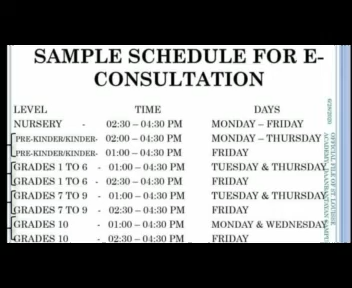 SAMPLE SCHEDULE FOR E-
CONSULTATION
LEVEL TIME DAYS
NURSERY - 02:30 – 04:30 PM MONDAY – FRIDAY
PRE-KINDER/KINDER- 02:00 – 04:30 PM MONDAY – THURSDAY
PRE-KINDER/KINDER- 01:00 – 04:30 PM FRIDAY
GRADES 1 TO 6 - 01:00 – 04:30 PM TUESDAY & THURSDAY
GRADES 1 TO 6 - 02:30 – 04:30 PM FRIDAY
GRADES 7 TO 9 - 01:00 – 04:30 PM TUESDAY & THURSDAY
GRADES 7 TO 9 - 02:30 – 04:30 PM FRIDAY
GRADES 10 - 01:00 – 04:30 PM MONDAY & WEDNESDAY
GRADES 10 - 02:30 – 04:30 PM FRIDAY
OFFICIAL FILE OF ST